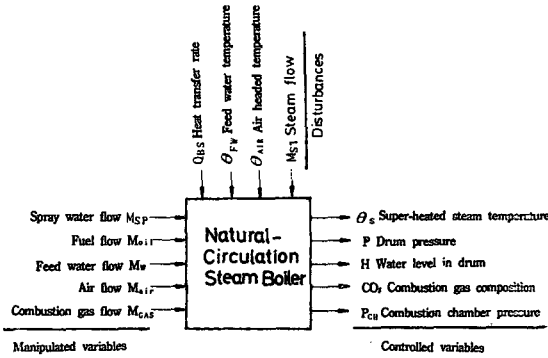 Q_BS Heat transfer rate
θ_FW Feed water temperature
θ_AIR Air headed temperature
M_ST Steam flow
Disturbances
Spray water flow M_SP
Fuel flow M_oil
Feed water flow M_W
Air flow M_air
Combustion gas flow M_GAS
Manipulated variables
Natural-
Circulation
Steam Boiler
θ_S Super-heated steam temperature
P Drum pressure
H Water level in drum
CO₂ Combustion gas composition
P_CH Combustion chamber pressure
Controlled variables